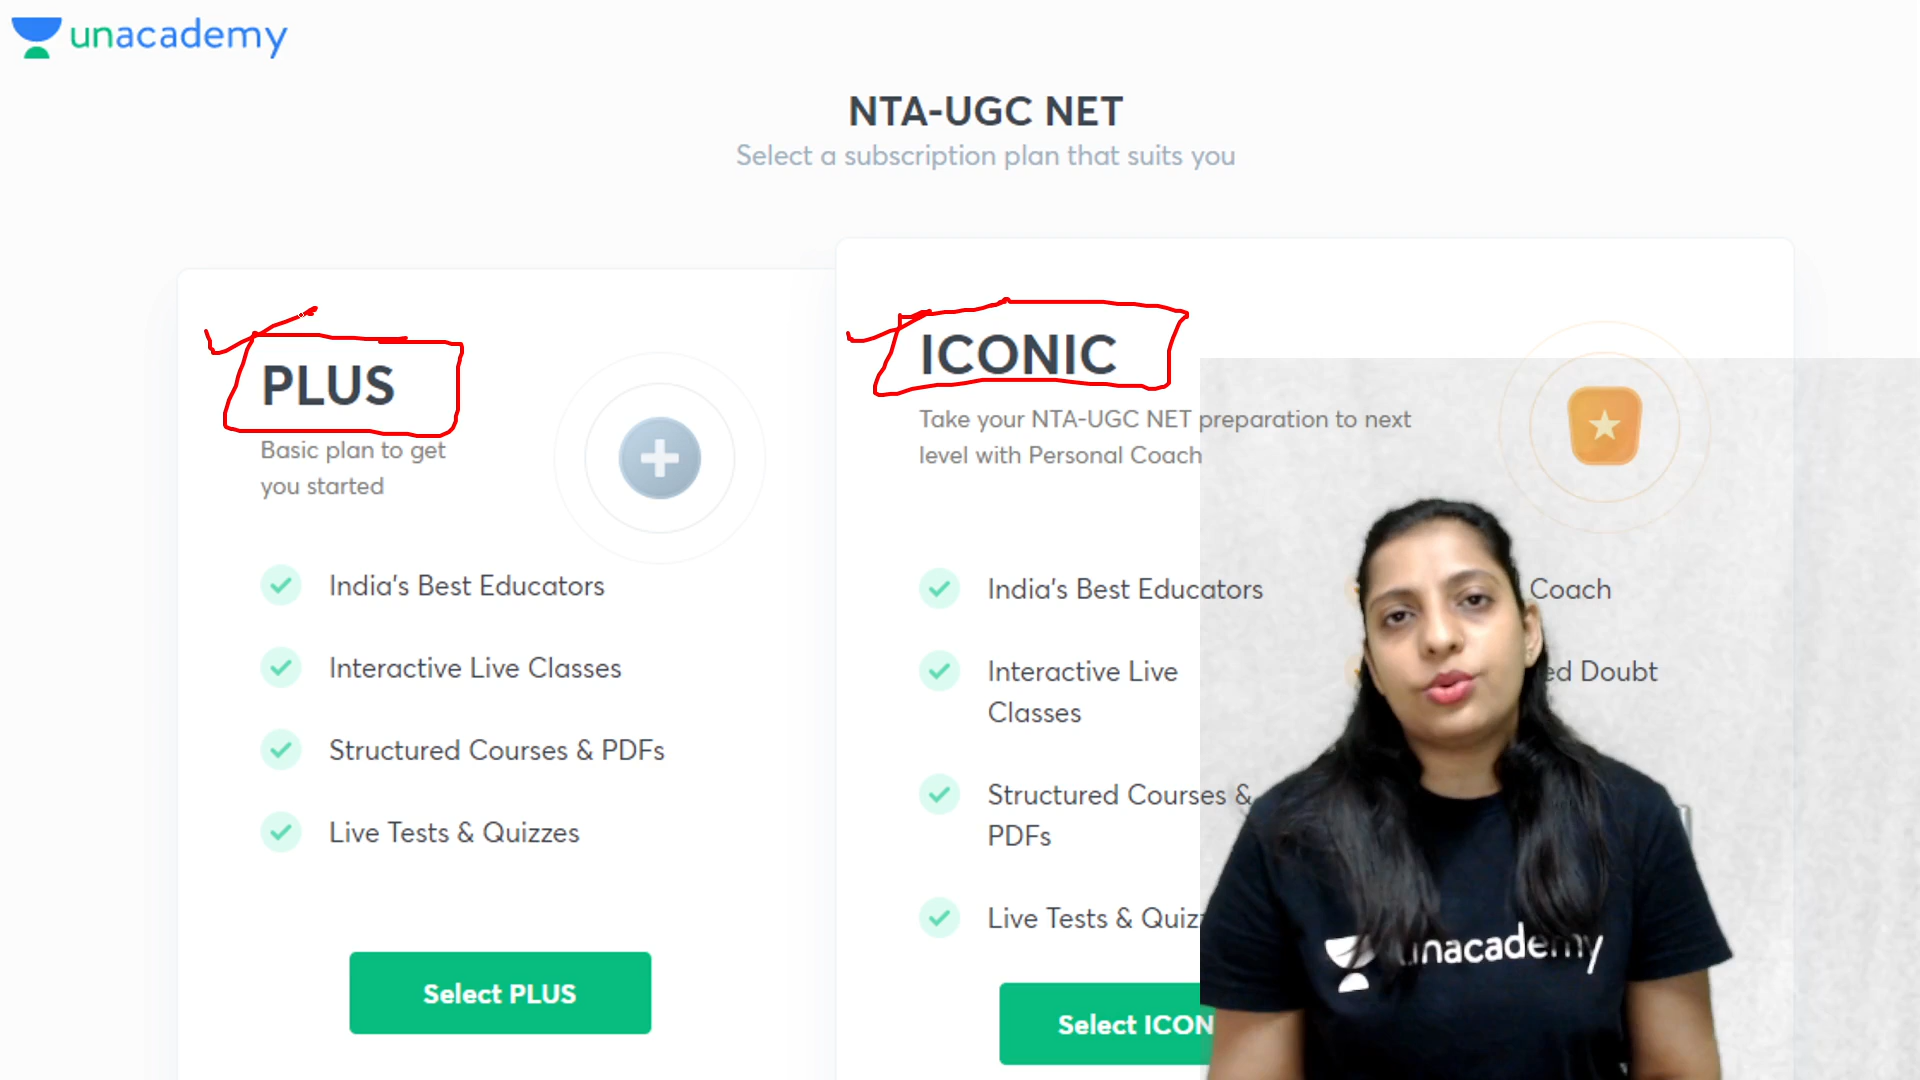 unacademy
NTA-UGC NET
Select a subscription plan that suits you
PLUS
Basic plan to get
you started
India's Best Educators
Interactive Live Classes
Structured Courses & PDFs
Live Tests & Quizzes
Select PLUS
ICONIC
Take your NTA-UGC NET preparation to next
level with Personal Coach
India's Best Educators
Interactive Live
Classes
Structured Courses &
PDFs
Live Tests &
Select
Coach
Doubt
unacademy